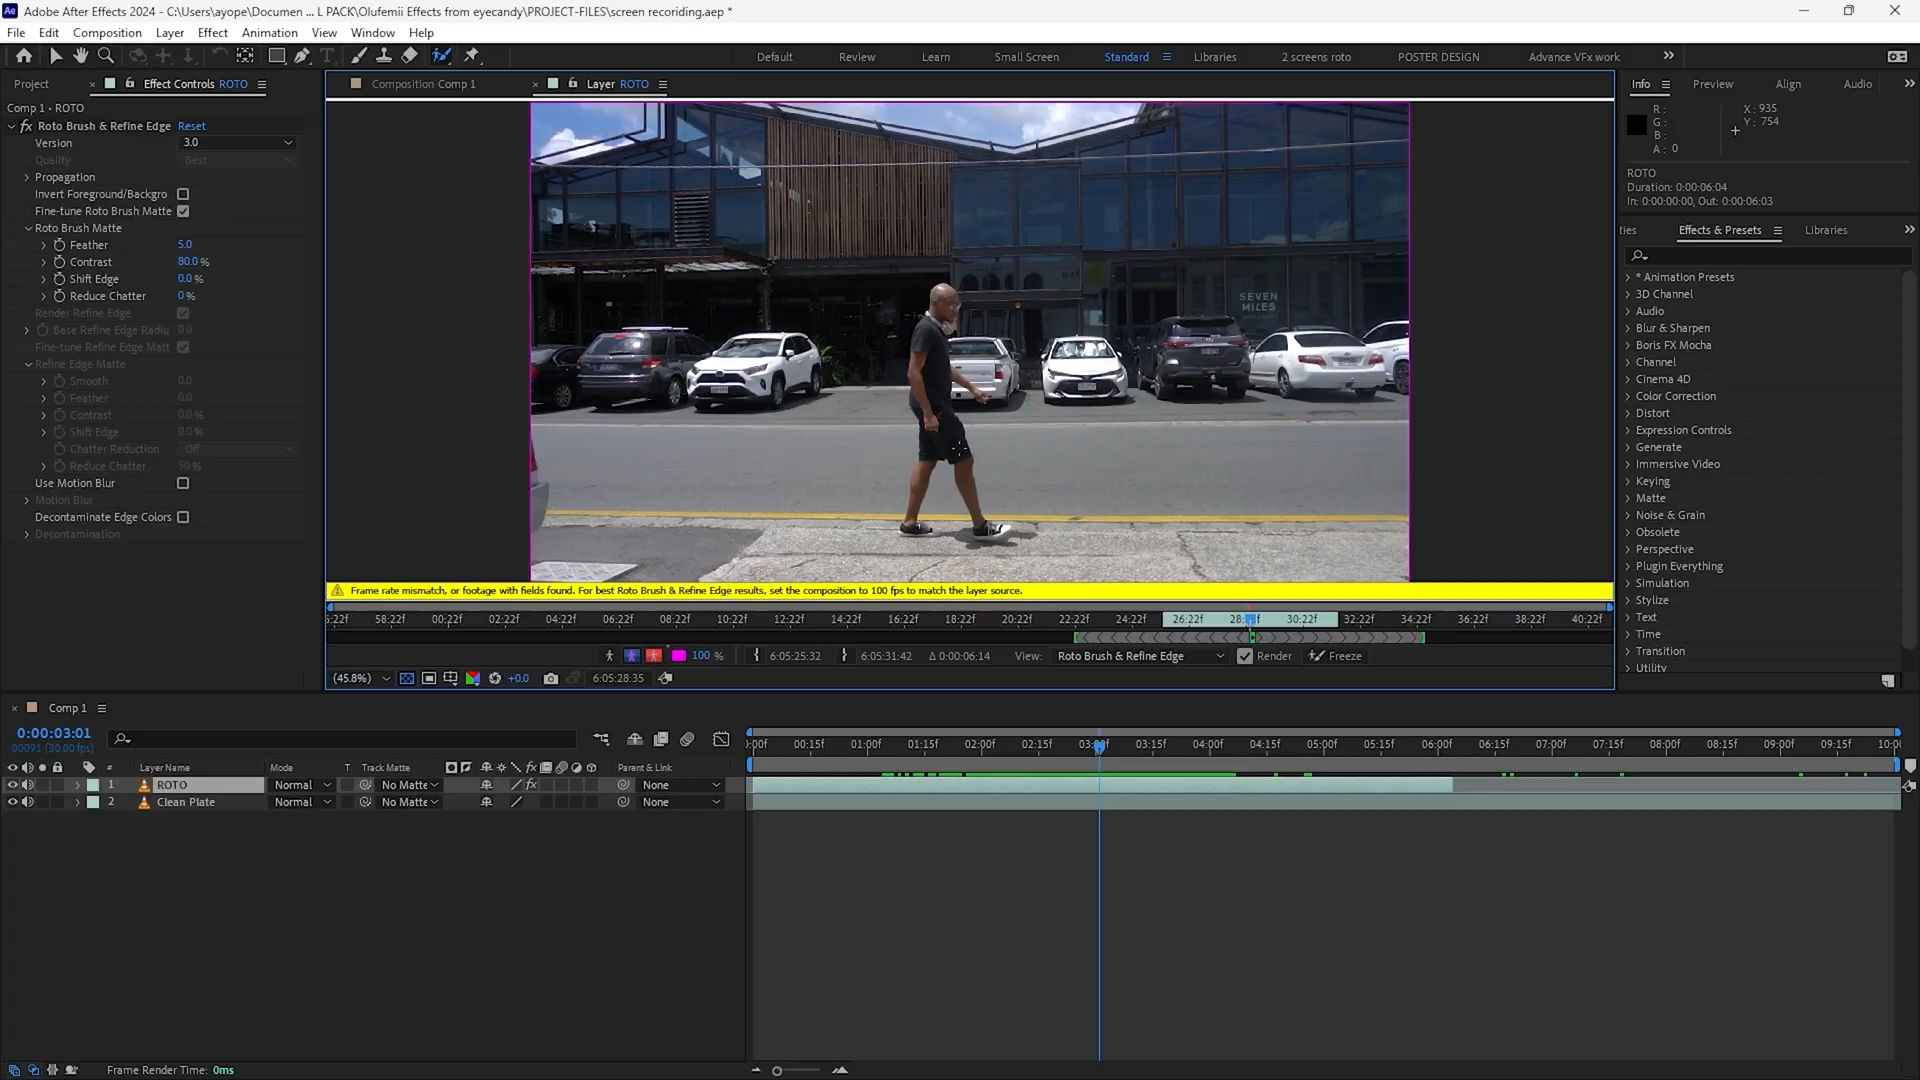 Adobe After Effects 2024 - C:\Users\ayope\Documen ... L PACK\Olufemii Effects from eyecandy\PROJECT-FILES\screen recoriding.aep *
File Edit Composition Layer Effect Animation View Window Help
Default Review Learn Small Screen Standard Libraries 2 screens roto POSTER DESIGN Advance VFx work
Project Effect Controls ROTO
Composition Comp 1 Layer ROTO
Info Preview Align Audio
Comp 1 • ROTO
R : X : 935
G : Y : 754
B :
A : 0
fx Roto Brush & Refine Edge Reset
Version 3.0
Quality Best
Propagation
Invert Foreground/Backgro
Fine-tune Roto Brush Matte
Roto Brush Matte
Feather 5.0
Contrast 80.0 %
Shift Edge 0.0 %
Reduce Chatter 0 %
Render Refine Edge
Base Refine Edge Radiu 0.0
Fine-tune Refine Edge Matt
Refine Edge Matte
Smooth 0.0
Feather 0.0
Contrast 0.0 %
Shift Edge 0.0 %
Chatter Reduction Off
Reduce Chatter 50 %
Use Motion Blur
Motion Blur
Decontaminate Edge Colors
Decontamination
SEVEN
MILES
ROTO
Duration: 0:00:06:04
In: 0:00:00:00, Out: 0:00:06:03
ties Effects & Presets Libraries
* Animation Presets
3D Channel
Audio
Blur & Sharpen
Boris FX Mocha
Channel
Cinema 4D
Color Correction
Distort
Expression Controls
Generate
Immersive Video
Keying
Matte
Noise & Grain
Obsolete
Perspective
Plugin Everything
Simulation
Stylize
Text
Time
Transition
Utility
Frame rate mismatch, or footage with fields found. For best Roto Brush & Refine Edge results, set the composition to 100 fps to match the layer source.
:22f 58:22f 00:22f 02:22f 04:22f 06:22f 08:22f 10:22f 12:22f 14:22f 16:22f 18:22f 20:22f 22:22f 24:22f 26:22f 28: f 30:22f 32:22f 34:22f 36:22f 38:22f 40:22f
100 % 6:05:25:32 6:05:31:42 Δ 0:00:06:14 View: Roto Brush & Refine Edge Render Freeze
(45.8%) +0.0 6:05:28:35
Comp 1
0:00:03:01
00091 (30.00 fps)
:00f 00:15f 01:00f 01:15f 02:00f 02:15f 03: f 03:15f 04:00f 04:15f 05:00f 05:15f 06:00f 06:15f 07:00f 07:15f 08:00f 08:15f 09:00f 09:15f 10:0
# Layer Name Mode T Track Matte fx Parent & Link
1 ROTO Normal No Matte fx None
2 Clean Plate Normal No Matte None
Frame Render Time: 0ms